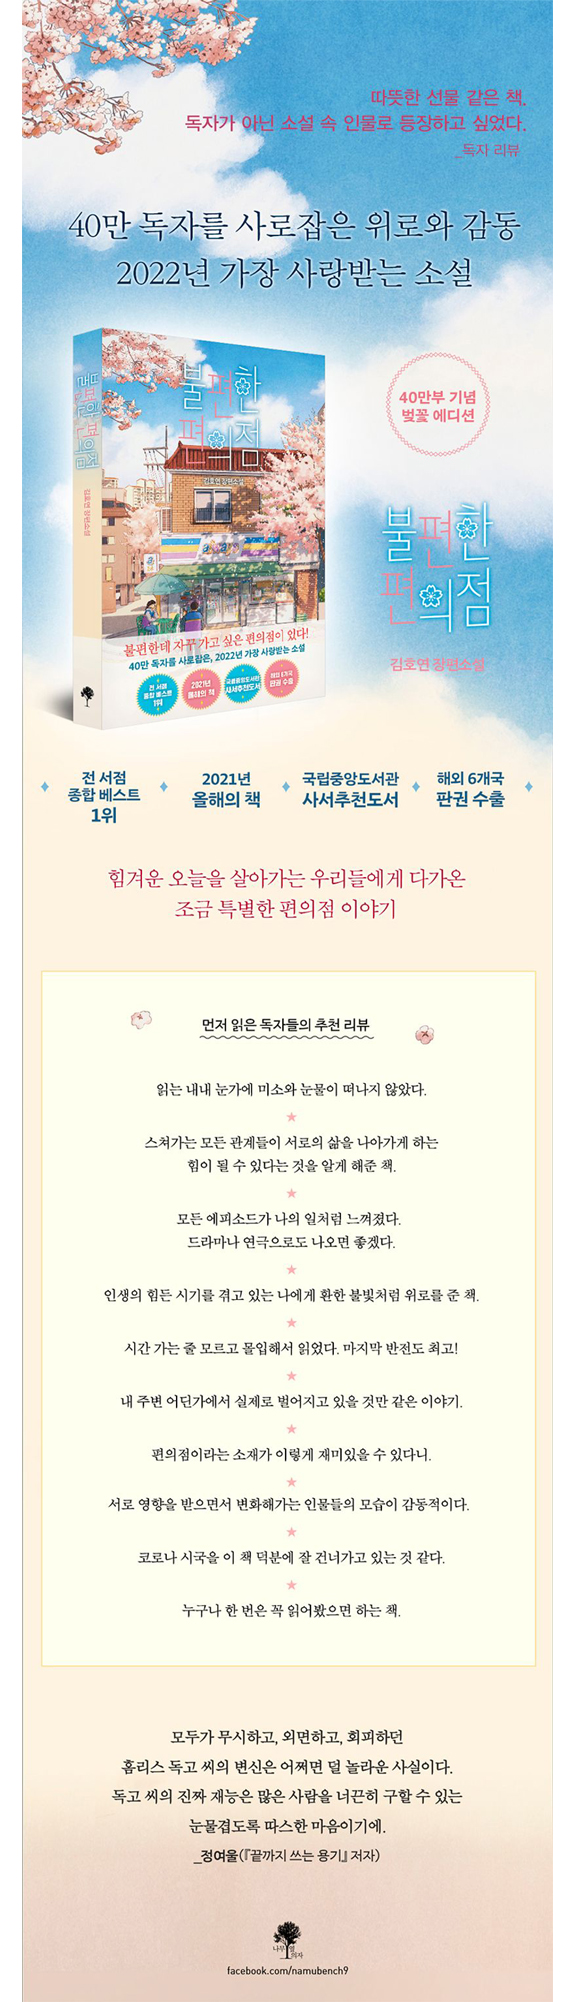 따뜻한 선물 같은 책.
독자가 아닌 소설 속 인물로 등장하고 싶었다.
_독자 리뷰
40만 독자를 사로잡은 위로와 감동
2022년 가장 사랑받는 소설
불편한 편의점
김호연 장편소설
불편한
편의점
김호연 장편소설
불편한데 자꾸 가고 싶은 편의점이 있다!
40만 독자를 사로잡은, 2022년 가장 사랑받는 소설
전 서점
종합 베스트
1위
2021년
올해의 책
국립중앙도서관
사서추천도서
해외 6개국
판권 수출
40만부 기념
벚꽃 에디션
불편한
편의점
김호연 장편소설
전 서점
종합 베스트
1위
2021년
올해의 책
국립중앙도서관
사서추천도서
해외 6개국
판권 수출
힘겨운 오늘을 살아가는 우리들에게 다가온
조금 특별한 편의점 이야기
먼저 읽은 독자들의 추천 리뷰
읽는 내내 눈가에 미소와 눈물이 떠나지 않았다.
스쳐가는 모든 관계들이 서로의 삶을 나아가게 하는
힘이 될 수 있다는 것을 알게 해준 책.
모든 에피소드가 나의 일처럼 느껴졌다.
드라마나 연극으로도 나오면 좋겠다.
인생의 힘든 시기를 겪고 있는 나에게 환한 불빛처럼 위로를 준 책.
시간 가는 줄 모르고 몰입해서 읽었다. 마지막 반전도 최고!
내 주변 어딘가에서 실제로 벌어지고 있을 것만 같은 이야기.
편의점이라는 소재가 이렇게 재미있을 수 있다니.
서로 영향을 받으면서 변화해가는 인물들의 모습이 감동적이다.
코로나 시국을 이 책 덕분에 잘 건너가고 있는 것 같다.
누구나 한 번은 꼭 읽어봤으면 하는 책.
모두가 무시하고, 외면하고, 회피하던
홈리스 독고 씨의 변신은 어쩌면 덜 놀라운 사실이다.
독고 씨의 진짜 재능은 많은 사람을 너끈히 구할 수 있는
눈물겹도록 따스한 마음이기에.
_정여울(『끝까지 쓰는 용기』 저자)
나무옆
의자
facebook.com/namubench9